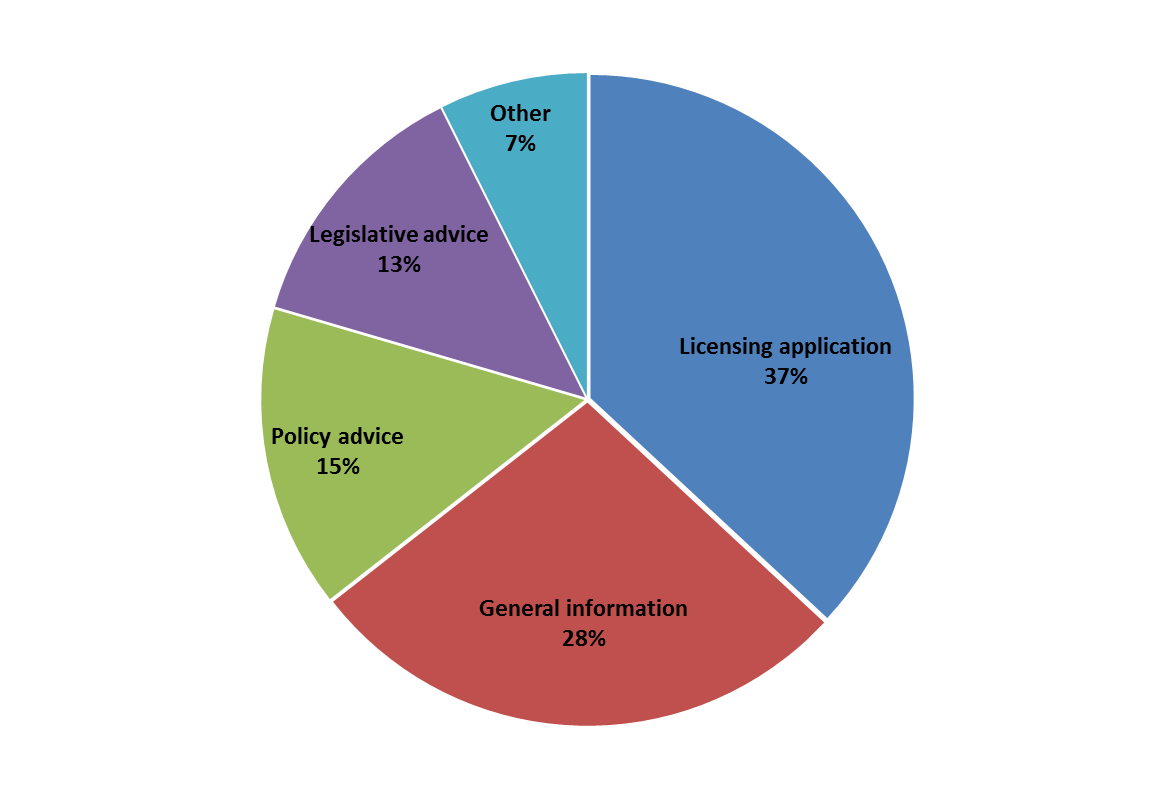 Other
7%
Legislative advice
13%
Licensing application
37%
Policy advice
15%
General information
28%